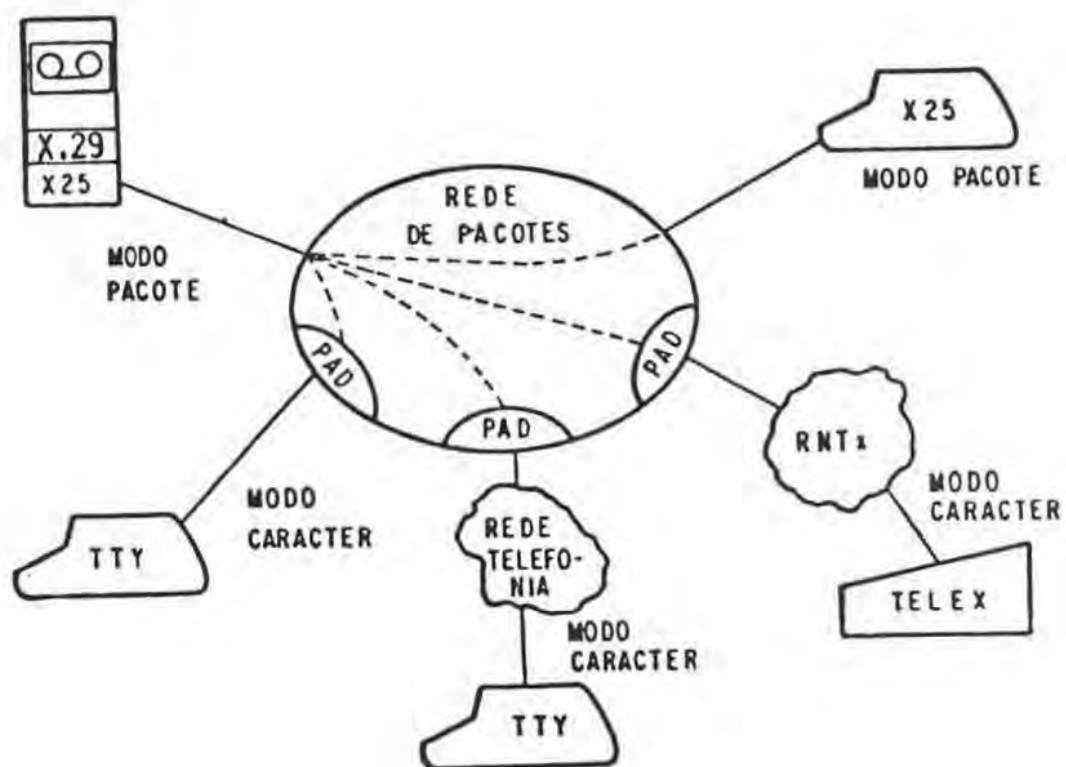 X.29
X25
MODO
PACOTE
REDE
DE PACOTES
X25
MODO PACOTE
PAD
PAD
PAD
MODO
CARACTER
TTY
REDE
TELEFO-
NIA
MODO
CARACTER
TTY
RNTx
MODO
CARACTER
TELEX